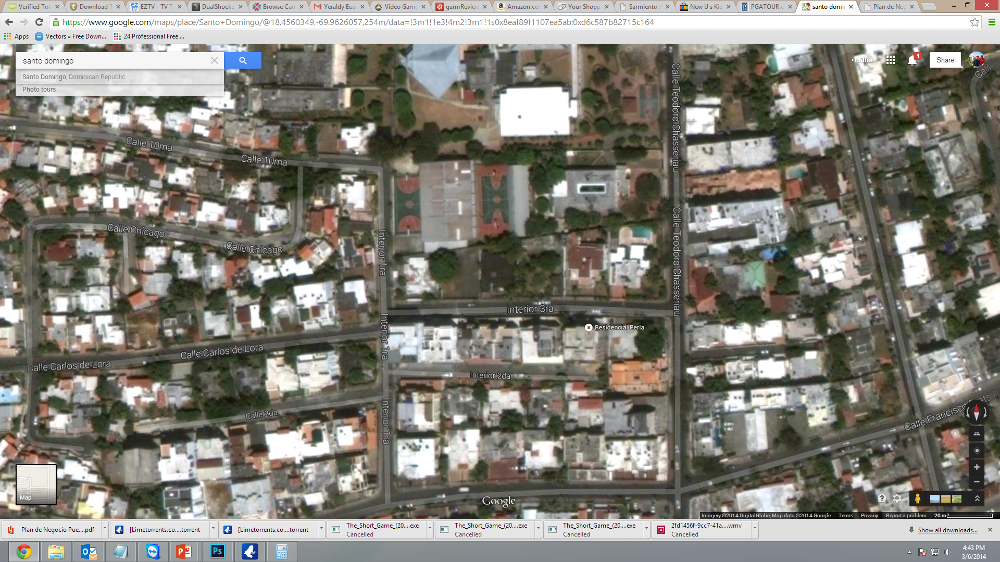 Verified Tor
Download T
EZTV - TV T
DualShocke
Browse Can
Yeraldy Eus
Video Game
gamrReview
Amazon.co
Your Shopp
Sarmiento ::
New U s Kid
PGATOUR.c
santo domi
Plan de Neg
https://www.google.com/maps/place/Santo+Domingo/@18.4560349,-69.9626057,254m/data=!3m1!1e3!4m2!3m1!1s0x8eaf89f1107ea5ab:0xd6c587b82715c164
Apps
Vectors » Free Down...
24 Professional Free ...
santo domingo
Santo Domingo, Dominican Republic
Photo tours
+Milton
1
Share
Calle
Calle Teodoro Chasseriau
Calle 10ma
Calle 10ma
Calle Chicago
Calle Chicago
Calle Teodoro Chasseriau
Interior 1ra
Interior 3ra
Residencial Perla
Interior 1ra
Calle Carlos de Lora
Calle Carlos de Lora
Interior 2da
Calle 2da
Interior 1ra
Calle Francisco Prats R
Map
Google
Imagery ©2014 DigitalGlobe, Map data ©2014 Google
Terms
Privacy
Report a problem
20 m
Plan de Negocio Pue....pdf
[Limetorrents.co....torrent
[Limetorrents.co....torrent
The_Short_Game_(20....exe
Cancelled
The_Short_Game_(20....exe
Cancelled
The_Short_Game_(20....exe
Cancelled
2fd1456f-9cc7-41a....wmv
Cancelled
Show all downloads...
Ps
4:43 PM
3/6/2014